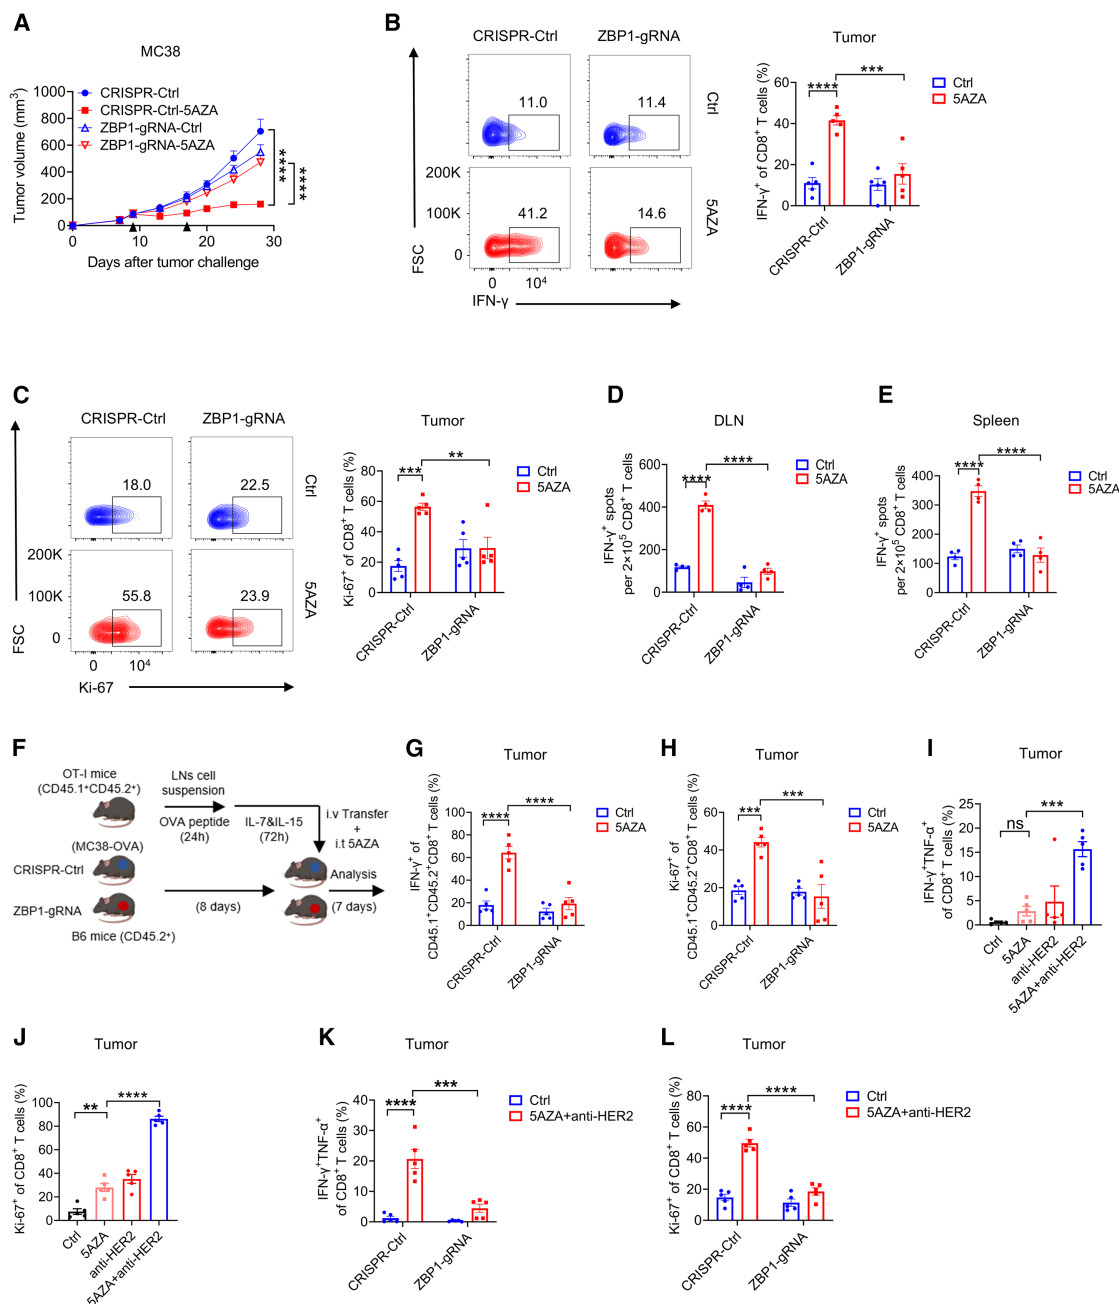 A
MC38
Tumor volume (mm³)
1000
800
600
400
200
0
CRISPR-Ctrl
CRISPR-Ctrl-5AZA
ZBP1-gRNA-Ctrl
ZBP1-gRNA-5AZA
****
****
0
10
20
30
Days after tumor challenge
B
CRISPR-Ctrl
ZBP1-gRNA
11.0
11.4
Ctrl
200K
100K
0
41.2
14.6
5AZA
FSC
0
10⁴
IFN-γ
Tumor
IFN-γ⁺ of CD8⁺ T cells (%)
60
40
20
0
****
***
Ctrl
5AZA
CRISPR-Ctrl
ZBP1-gRNA
C
CRISPR-Ctrl
ZBP1-gRNA
18.0
22.5
Ctrl
200K
100K
0
55.8
23.9
5AZA
FSC
0
10⁴
Ki-67
Tumor
Ki-67⁺ of CD8⁺ T cells (%)
80
60
40
20
0
***
**
Ctrl
5AZA
CRISPR-Ctrl
ZBP1-gRNA
D
DLN
IFN-γ⁺ spots
per 2×10⁵ CD8⁺ T cells
600
400
200
0
****
****
Ctrl
5AZA
CRISPR-Ctrl
ZBP1-gRNA
E
Spleen
IFN-γ⁺ spots
per 2×10⁵ CD8⁺ T cells
400
300
200
100
0
****
****
Ctrl
5AZA
CRISPR-Ctrl
ZBP1-gRNA
F
OT-I mice
(CD45.1⁺CD45.2⁺)
LNs cell
suspension
OVA peptide
(24h)
IL-7&IL-15
(72h)
i.v Transfer
+
i.t 5AZA
(MC38-OVA)
CRISPR-Ctrl
ZBP1-gRNA
B6 mice (CD45.2⁺)
(8 days)
Analysis
(7 days)
G
Tumor
IFN-γ⁺ of
CD45.1⁺CD45.2⁺CD8⁺ T cells (%)
100
80
60
40
20
0
****
****
Ctrl
5AZA
CRISPR-Ctrl
ZBP1-gRNA
H
Tumor
Ki-67⁺ of
CD45.1⁺CD45.2⁺CD8⁺ T cells (%)
60
40
20
0
***
***
Ctrl
5AZA
CRISPR-Ctrl
ZBP1-gRNA
I
Tumor
IFN-γ⁺TNF-α⁺
of CD8⁺ T cells (%)
25
20
15
10
5
0
ns
***
Ctrl
5AZA
anti-HER2
5AZA+anti-HER2
J
Tumor
Ki-67⁺ of CD8⁺ T cells (%)
100
80
60
40
20
0
**
****
Ctrl
5AZA
anti-HER2
5AZA+anti-HER2
K
Tumor
IFN-γ⁺TNF-α⁺
of CD8⁺ T cells (%)
40
30
20
10
0
****
***
Ctrl
5AZA+anti-HER2
CRISPR-Ctrl
ZBP1-gRNA
L
Tumor
Ki-67⁺ of CD8⁺ T cells (%)
80
60
40
20
0
****
****
Ctrl
5AZA+anti-HER2
CRISPR-Ctrl
ZBP1-gRNA